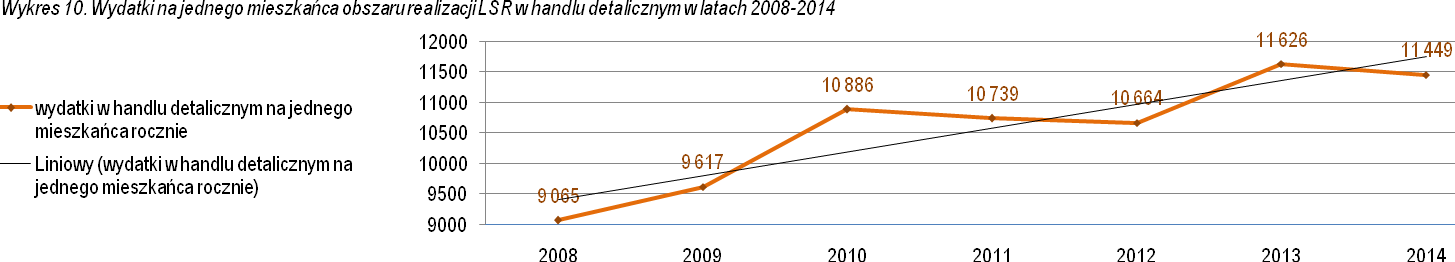 Wykres 10. Wydatki na jednego mieszkańca obszaru realizacji LSR w handlu detalicznym w latach 2008-2014
12000
11500
11000
10500
10000
9500
9000
wydatki w handlu detalicznym na jednego
mieszkańca rocznie
Liniowy (wydatki w handlu detalicznym na
jednego mieszkańca rocznie)
9 065
9 617
10 886
10 739
10 664
11 626
11 449
2008 2009 2010 2011 2012 2013 2014